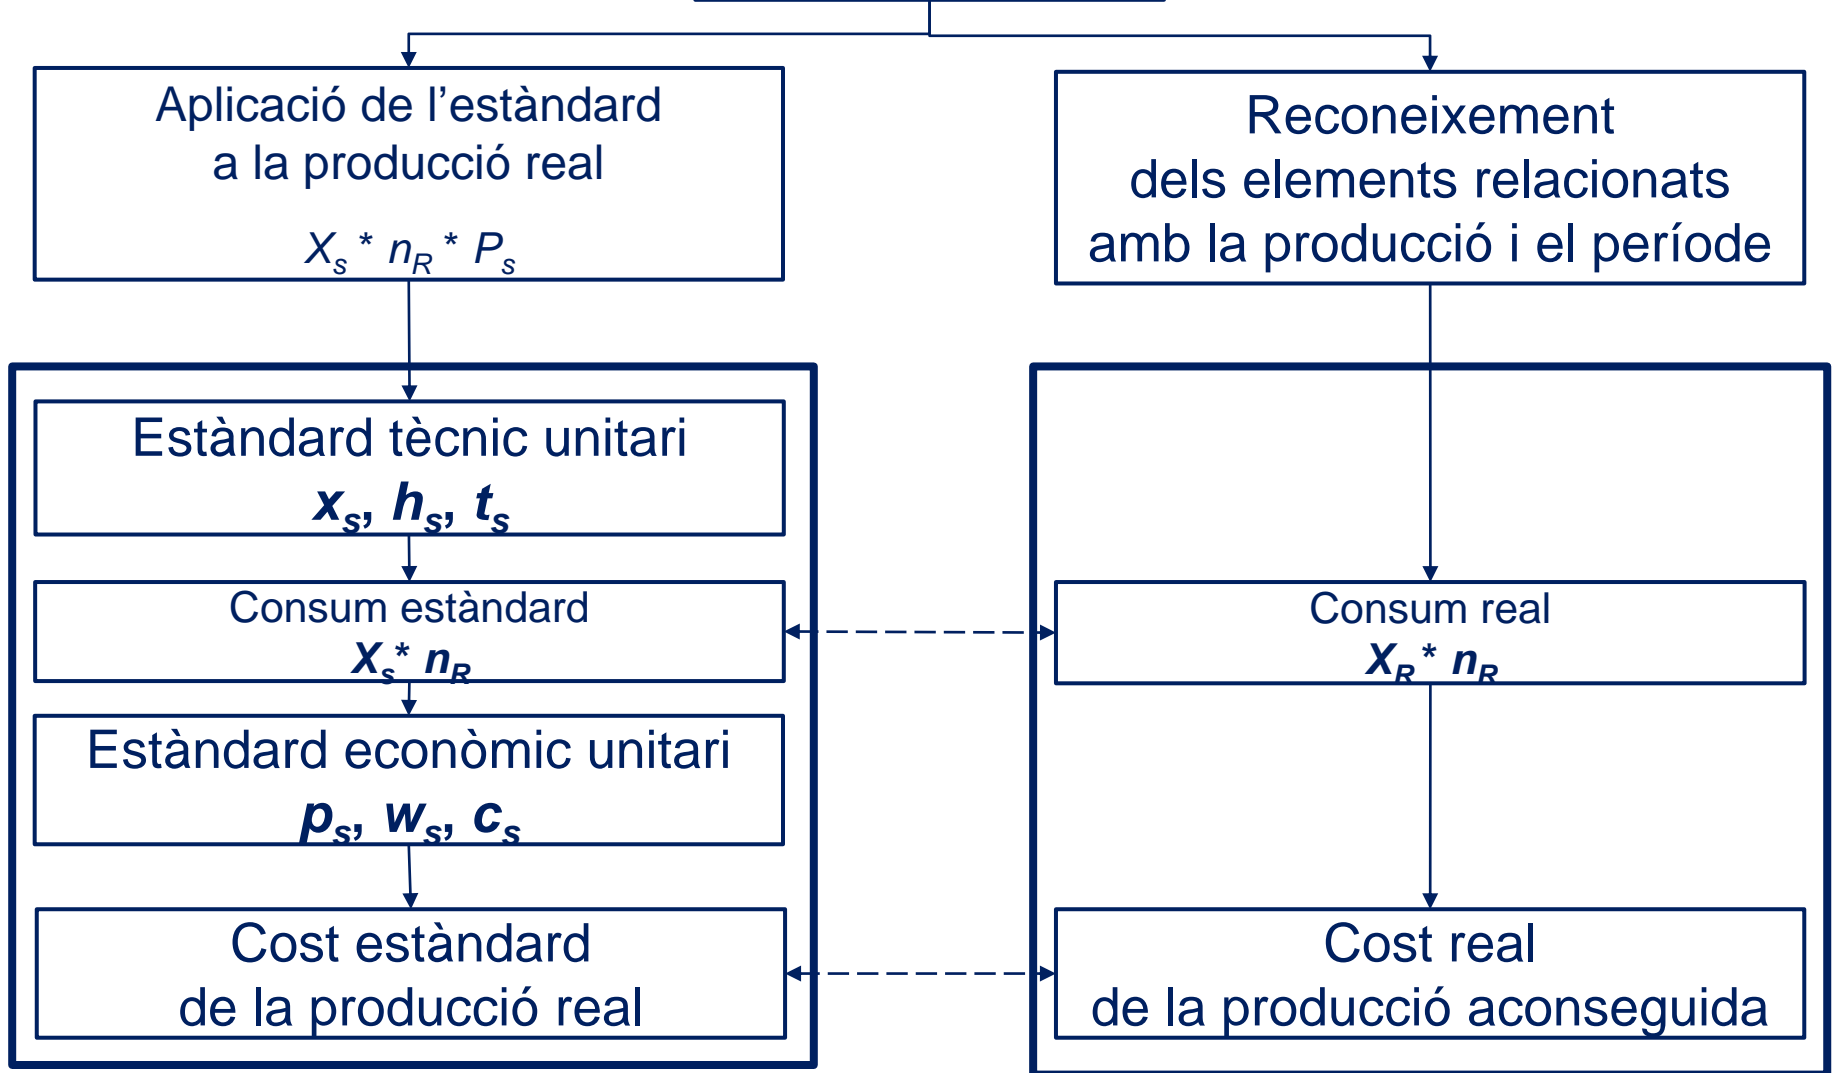 Aplicació de l’estàndard
a la producció real
Xs * nR * Ps
Reconeixement
dels elements relacionats
amb la producció i el període
Estàndard tècnic unitari
xs, hs, ts
Consum estàndard
Xs* nR
Estàndard econòmic unitari
ps, ws, cs
Cost estàndard
de la producció real
Consum real
XR * nR
Cost real
de la producció aconseguida